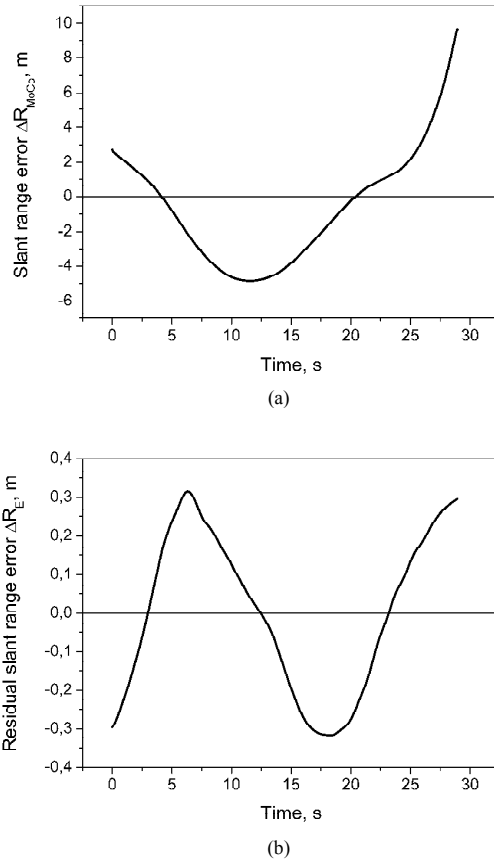 10
8
6
4
2
0
-2
-4
-6
Slant range error ΔR_MoCo, m
0 5 10 15 20 25 30
Time, s
(a)
0,4
0,3
0,2
0,1
0,0
-0,1
-0,2
-0,3
-0,4
Residual slant range error ΔR_E, m
0 5 10 15 20 25 30
Time, s
(b)